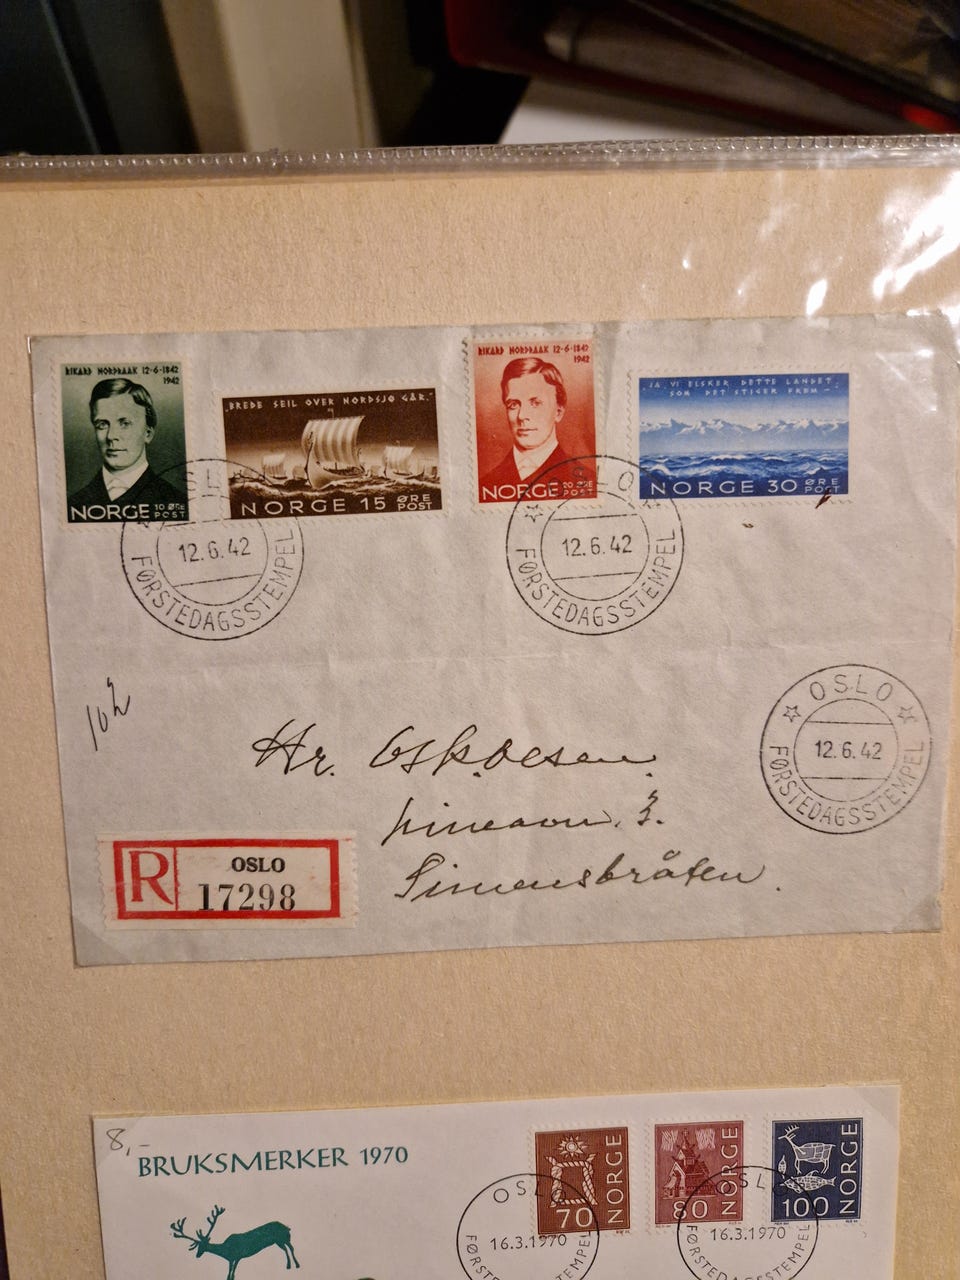 RIKARD NORDRAAK 12-6-1842
1942
NORGE 10 ØRE
POST
"BREDE SEIL OVER NORDSJØ GÅR."
NORGE 15 ØRE
POST
RIKARD NORDRAAK 12-6-1842
1942
NORGE 20 ØRE
POST
"JA, VI ELSKER DETTE LANDET
SOM DET STIGER FREM
NORGE 30 ØRE
POST
OSLO
12.6.42
FØRSTEDAGSSTEMPEL
OSLO
12.6.42
FØRSTEDAGSSTEMPEL
OSLO
12.6.42
FØRSTEDAGSSTEMPEL
Hr.
Simensbråten.
R OSLO
17298
8,-
BRUKSMERKER 1970
70 NORGE
80 NORGE
100 NORGE
OSLO
16.3.1970
FØRSTEDAGSSTEMPEL
OSLO
16.3.1970
FØRSTEDAGSSTEMPEL